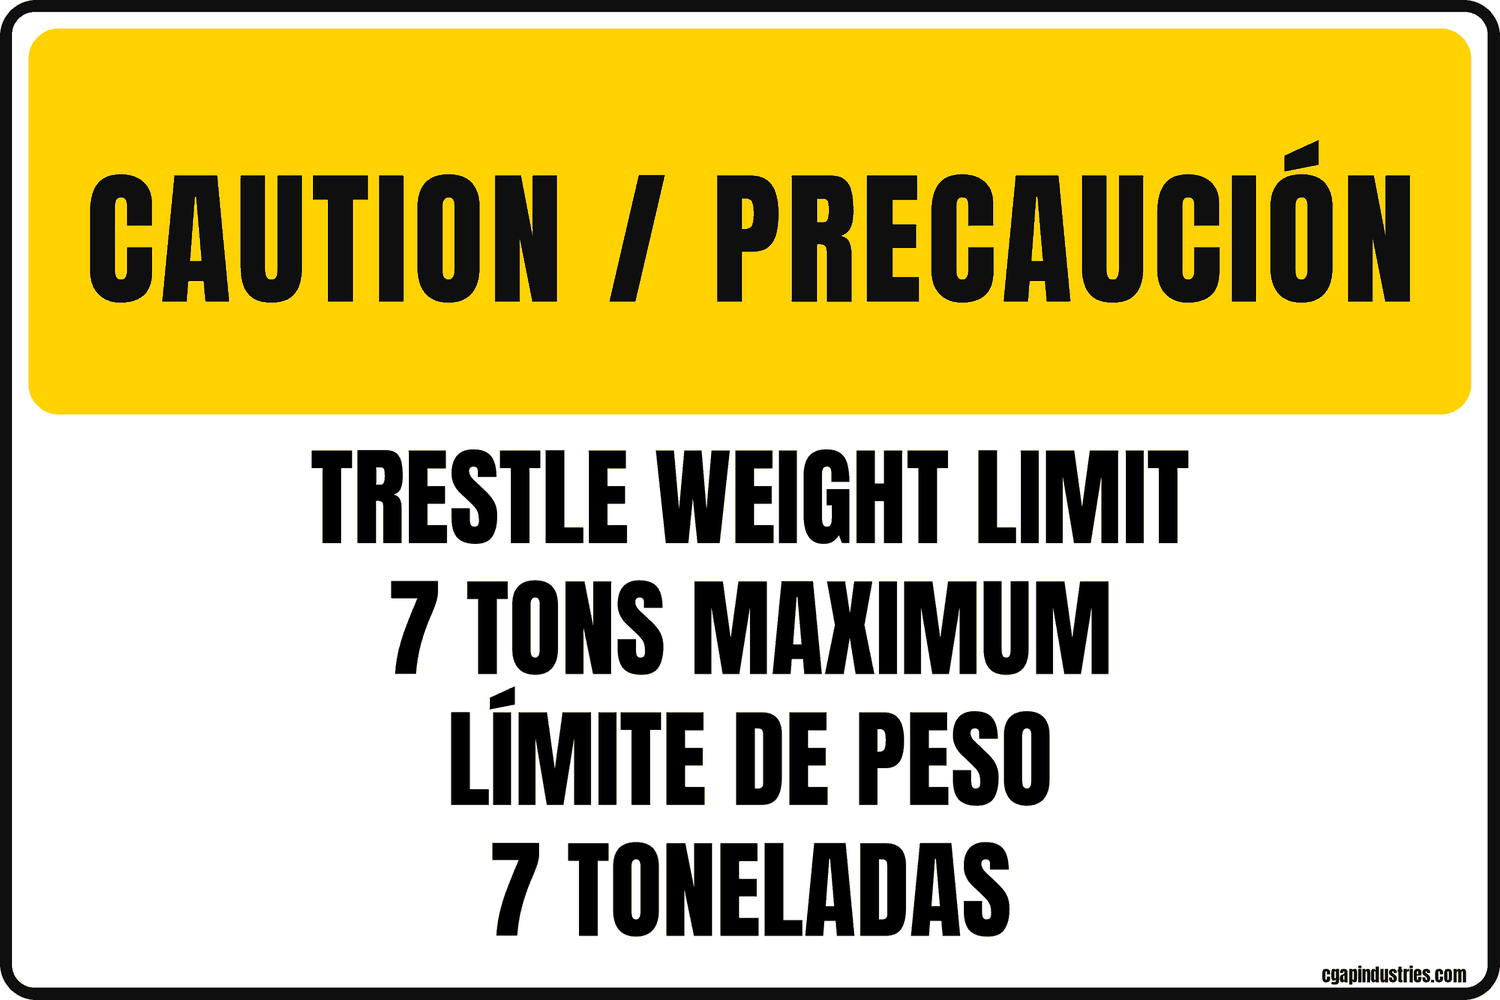 CAUTION / PRECAUCIÓN
TRESTLE WEIGHT LIMIT
7 TONS MAXIMUM
LÍMITE DE PESO
7 TONELADAS
cgapindustries.com